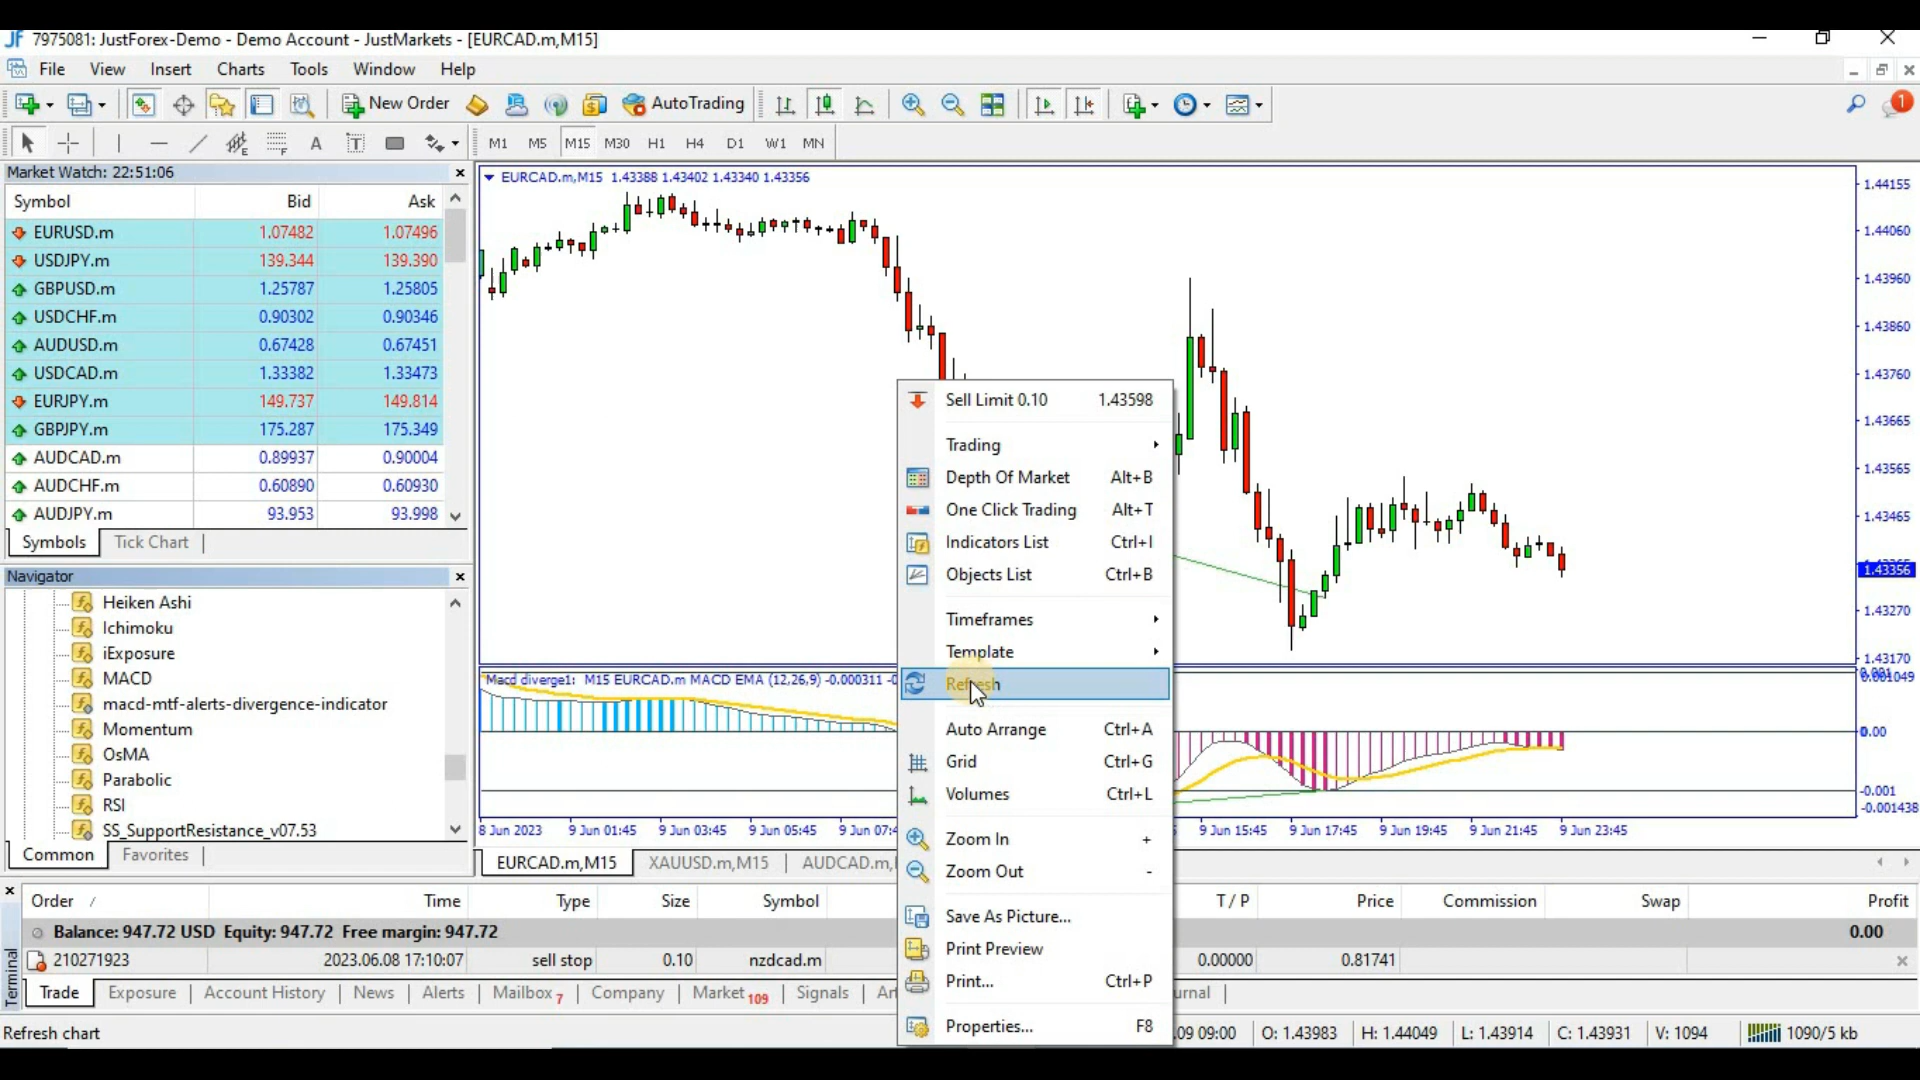 JF 7975081: JustForex-Demo - Demo Account - JustMarkets - [EURCAD.m,M15]
File View Insert Charts Tools Window Help
New Order AutoTrading 1
A T M1 M5 M15 M30 H1 H4 D1 W1 MN
Market Watch: 22:51:06
Symbol Bid Ask
EURUSD.m 1.07482 1.07496
USDJPY.m 139.344 139.390
GBPUSD.m 1.25787 1.25805
USDCHF.m 0.90302 0.90346
AUDUSD.m 0.67428 0.67451
USDCAD.m 1.33382 1.33473
EURJPY.m 149.737 149.814
GBPJPY.m 175.287 175.349
AUDCAD.m 0.89937 0.90004
AUDCHF.m 0.60890 0.60930
AUDJPY.m 93.953 93.998
Symbols Tick Chart
Navigator
Heiken Ashi
Ichimoku
iExposure
MACD
macd-mtf-alerts-divergence-indicator
Momentum
OsMA
Parabolic
RSI
SS_SupportResistance_v07.53
Common Favorites
EURCAD.m,M15 1.43388 1.43402 1.43340 1.43356
1.44155
1.44060
1.43960
1.43860
1.43760
1.43665
1.43565
1.43465
1.43356
1.43270
1.43170
Macd diverge1: M15 EURCAD.m MACD EMA (12,26,9) -0.000311
0.00
-0.001
-0.001438
8 Jun 2023 9 Jun 01:45 9 Jun 03:45 9 Jun 05:45 9 Jun 07:4
9 Jun 15:45 9 Jun 17:45 9 Jun 19:45 9 Jun 21:45 9 Jun 23:45
EURCAD.m,M15 XAUUSD.m,M15 AUDCAD.m,
Sell Limit 0.10 1.43598
Trading
Depth Of Market Alt+B
One Click Trading Alt+T
Indicators List Ctrl+I
Objects List Ctrl+B
Timeframes
Template
Refresh
Auto Arrange Ctrl+A
Grid Ctrl+G
Volumes Ctrl+L
Zoom In +
Zoom Out -
Save As Picture...
Print Preview
Print... Ctrl+P
Properties... F8
Order / Time Type Size Symbol T / P Price Commission Swap Profit
Balance: 947.72 USD Equity: 947.72 Free margin: 947.72 0.00
210271923 2023.06.08 17:10:07 sell stop 0.10 nzdcad.m 0.00000 0.81741
Terminal
Trade Exposure Account History News Alerts Mailbox 7 Company Market 109 Signals Art urnal
Refresh chart .09 09:00 O: 1.43983 H: 1.44049 L: 1.43914 C: 1.43931 V: 1094 1090/5 kb